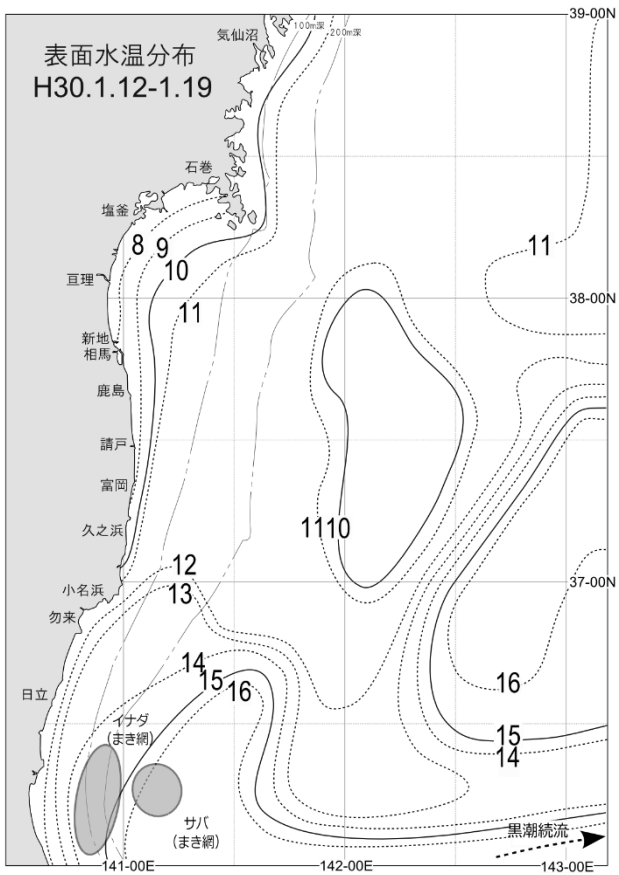 39-00N
気仙沼
100m深
200m深
表面水温分布
H30.1.12-1.19
石巻
塩釜
8
9
10
11
11
亘理
38-00N
新地
相馬
鹿島
請戸
富岡
久之浜
11
10
12
13
37-00N
小名浜
勿来
14
15
16
16
日立
イナダ
(まき網)
15
14
サバ
(まき網)
黒潮続流
141-00E
142-00E
143-00E